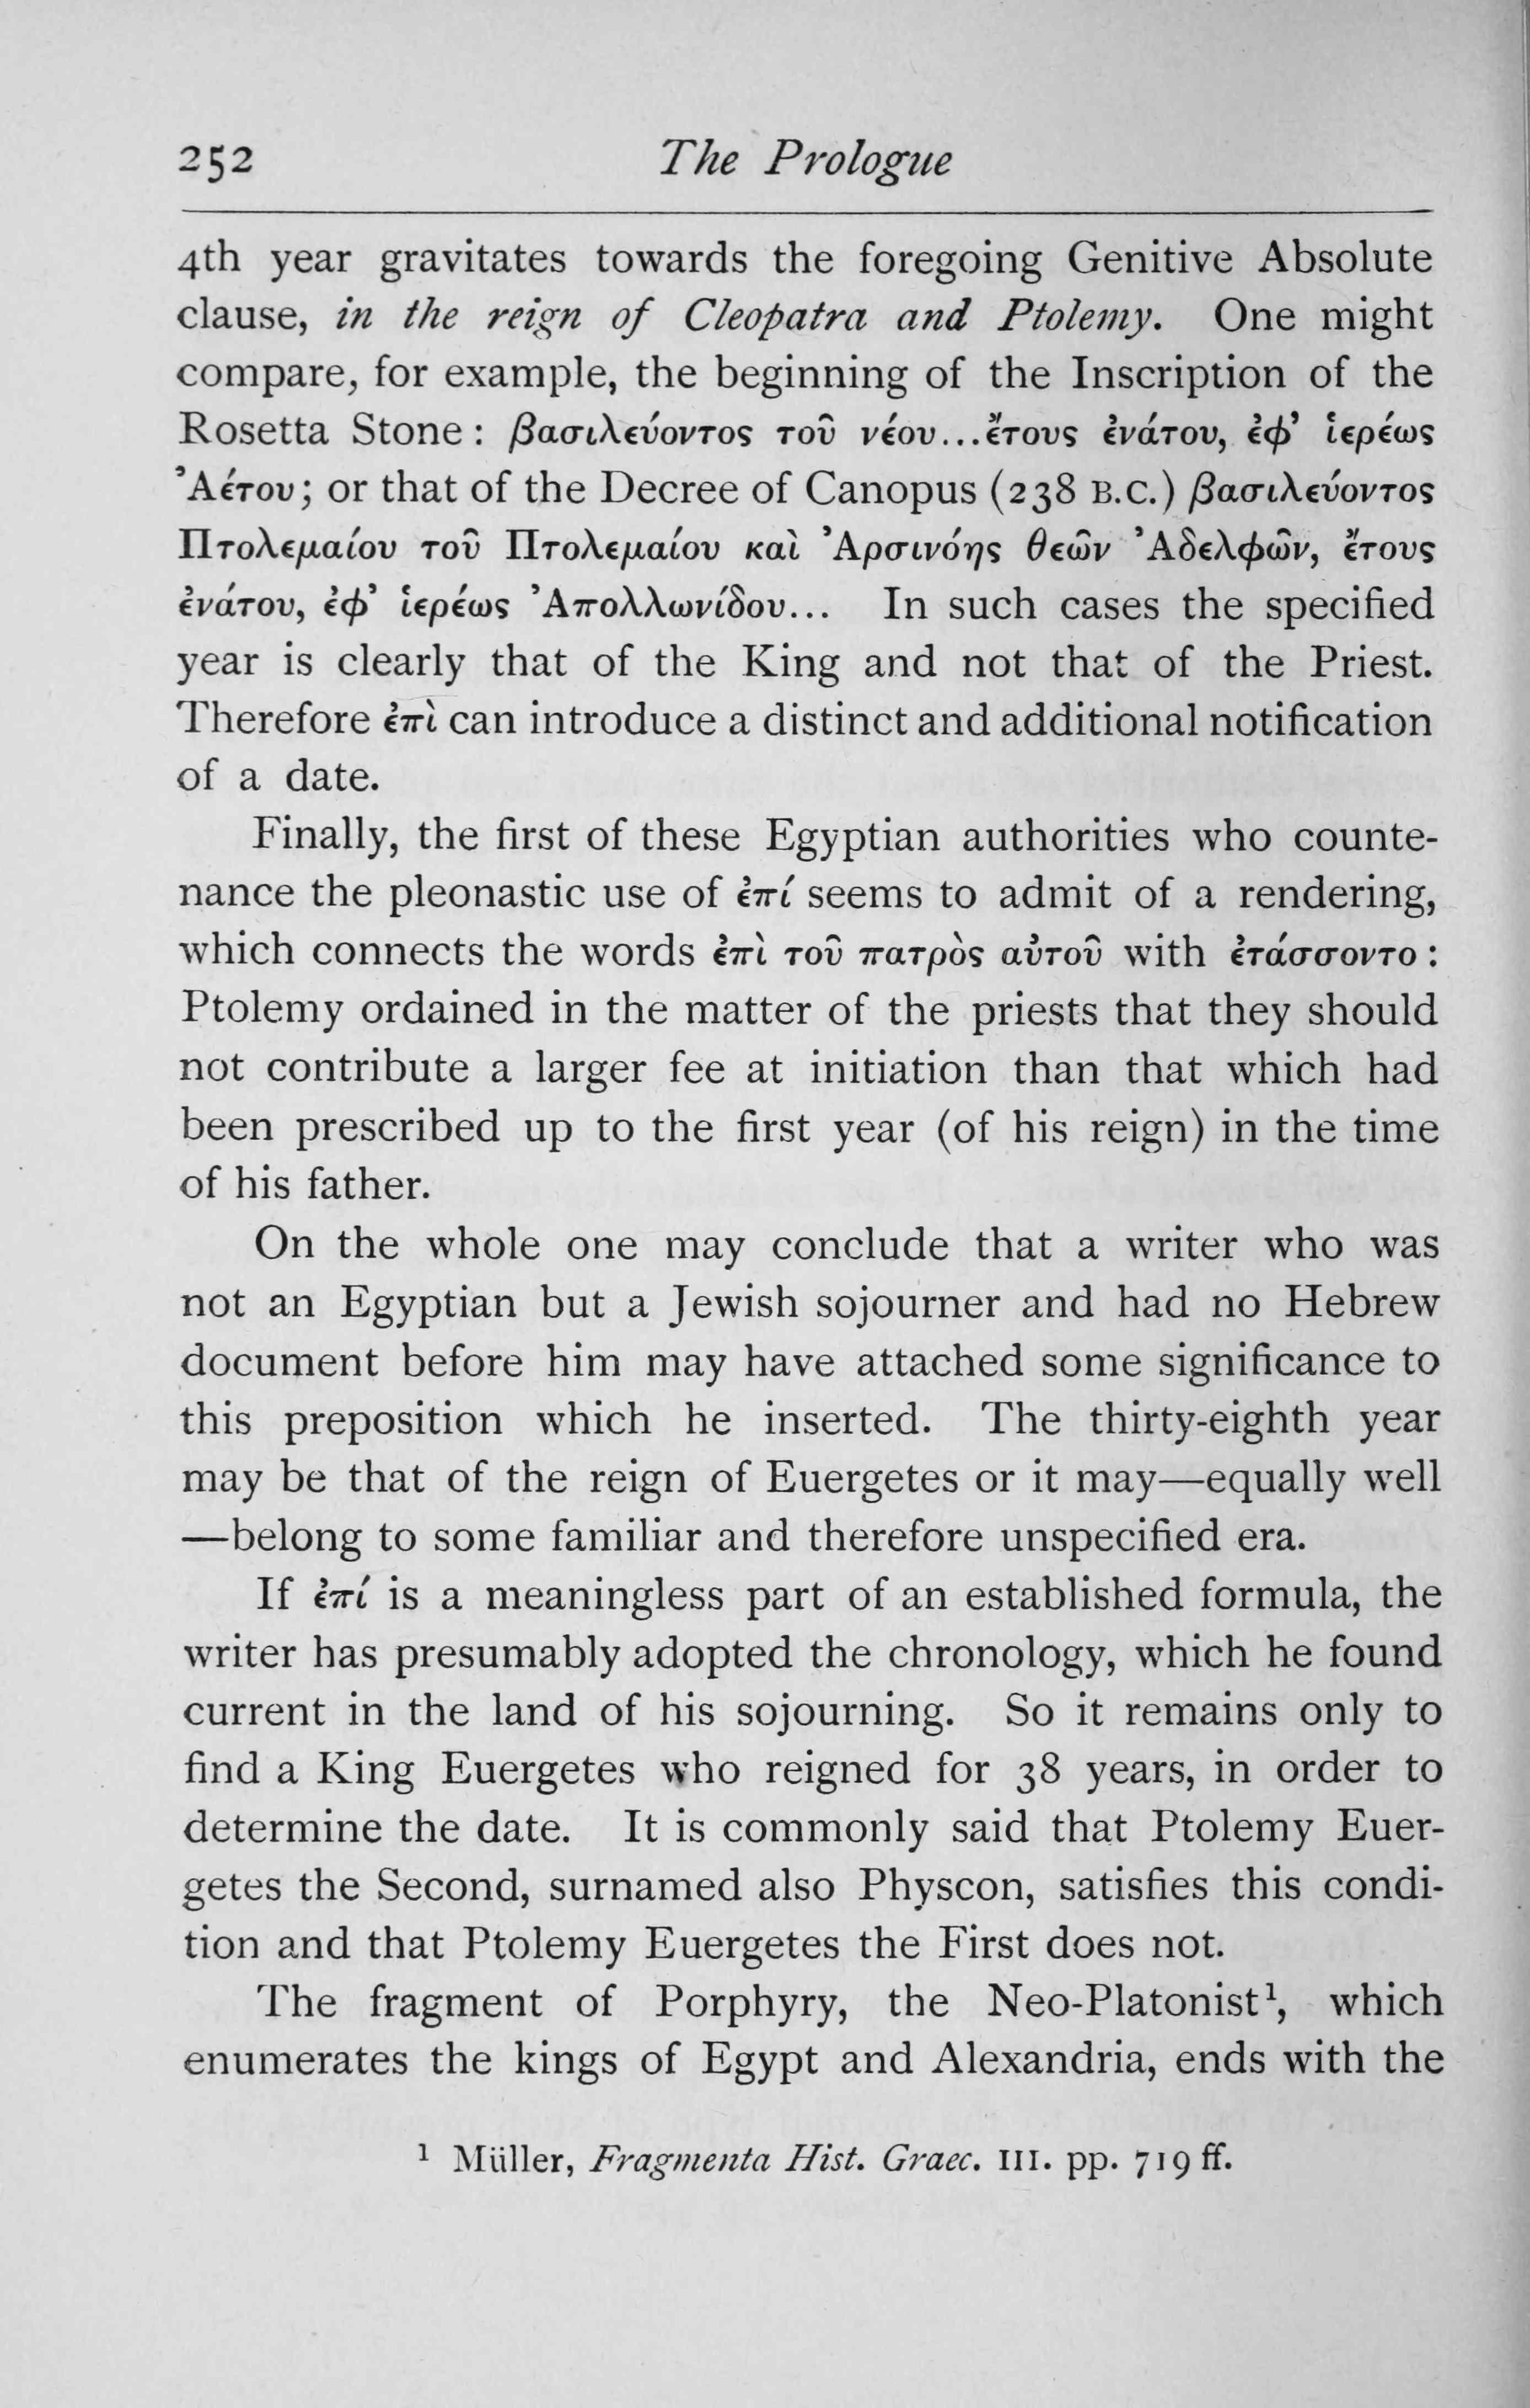 252 The Prologue
4th year gravitates towards the foregoing Genitive Absolute
clause, in the reign of Cleopatra and Ptolemy. One might
compare, for example, the beginning of the Inscription of the
Rosetta Stone: βασιλεύοντος τοῦ νέου...ἔτους ἐνάτου, ἐφ’ ἱερέως
Ἀέτου; or that of the Decree of Canopus (238 B.C.) βασιλεύοντος
Πτολεμαίου τοῦ Πτολεμαίου καὶ Ἀρσινόης θεῶν Ἀδελφῶν, ἔτους
ἐνάτου, ἐφ’ ἱερέως Ἀπολλωνίδου... In such cases the specified
year is clearly that of the King and not that of the Priest.
Therefore ἐπὶ can introduce a distinct and additional notification
of a date.
Finally, the first of these Egyptian authorities who counte-
nance the pleonastic use of ἐπί seems to admit of a rendering,
which connects the words ἐπὶ τοῦ πατρὸς αὐτοῦ with ἐτάσσοντο:
Ptolemy ordained in the matter of the priests that they should
not contribute a larger fee at initiation than that which had
been prescribed up to the first year (of his reign) in the time
of his father.
On the whole one may conclude that a writer who was
not an Egyptian but a Jewish sojourner and had no Hebrew
document before him may have attached some significance to
this preposition which he inserted. The thirty-eighth year
may be that of the reign of Euergetes or it may—equally well
—belong to some familiar and therefore unspecified era.
If ἐπί is a meaningless part of an established formula, the
writer has presumably adopted the chronology, which he found
current in the land of his sojourning. So it remains only to
find a King Euergetes who reigned for 38 years, in order to
determine the date. It is commonly said that Ptolemy Euer-
getes the Second, surnamed also Physcon, satisfies this condi-
tion and that Ptolemy Euergetes the First does not.
The fragment of Porphyry, the Neo-Platonist¹, which
enumerates the kings of Egypt and Alexandria, ends with the
¹ Müller, Fragmenta Hist. Graec. III. pp. 719 ff.